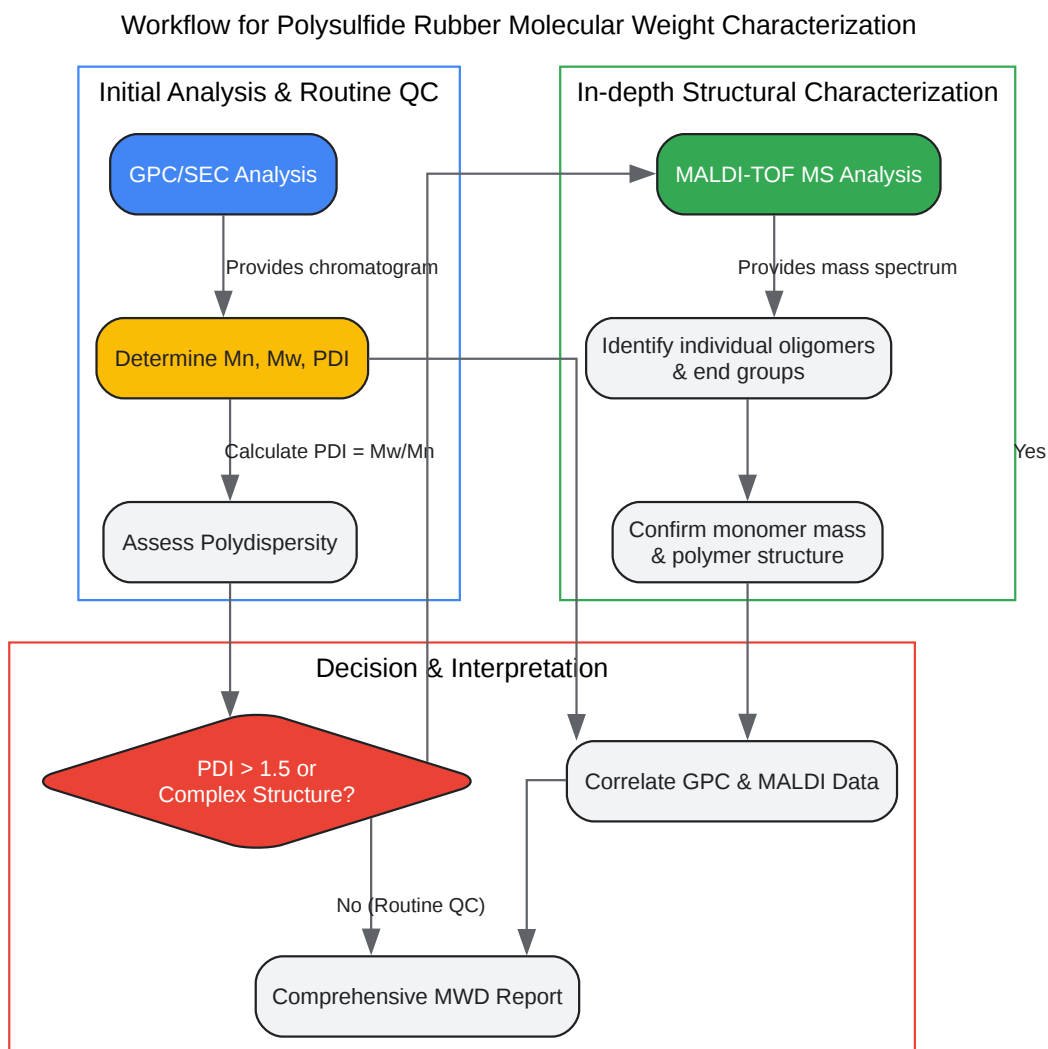 Workflow for Polysulfide Rubber Molecular Weight Characterization
Initial Analysis & Routine QC
GPC/SEC Analysis
Provides chromatogram
Determine Mn, Mw, PDI
Calculate PDI = Mw/Mn
Assess Polydispersity
In-depth Structural Characterization
MALDI-TOF MS Analysis
Provides mass spectrum
Identify individual oligomers
& end groups
Yes
Confirm monomer mass
& polymer structure
Decision & Interpretation
PDI > 1.5 or
Complex Structure?
Correlate GPC & MALDI Data
No (Routine QC)
Comprehensive MWD Report